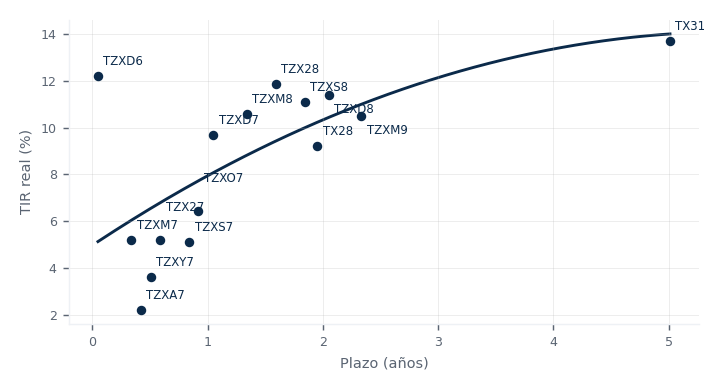 TX31
14
TZXD6
TZX28
12
TZXS8
TZXM8
TZXD8
TZXD7
TZXM9
TX28
10
TIR real (%)
8
TZXO7
TZX27
6
TZXM7
TZXS7
4
TZXY7
TZXA7
2
0
1
2
3
4
5
Plazo (años)